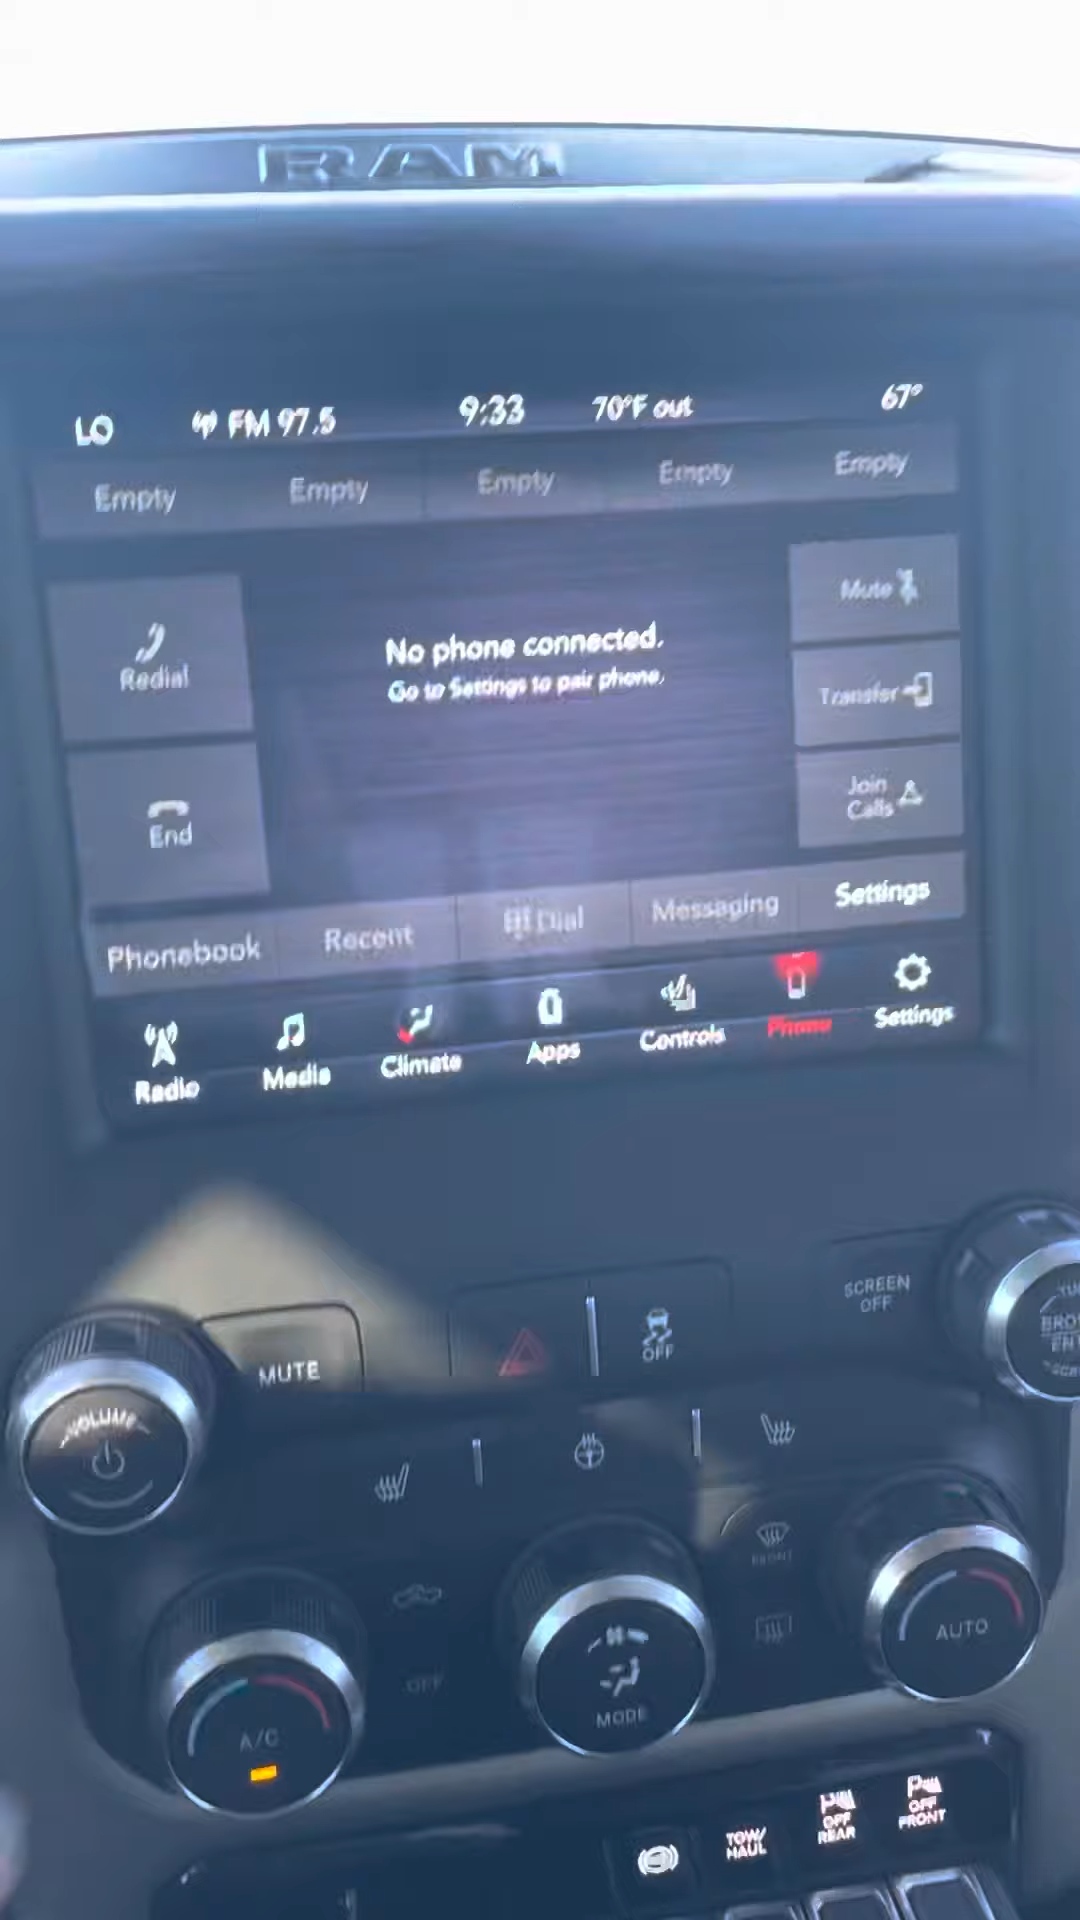 RAM
LO FM 97.5 9:33 70°F out 67°
Empty Empty Empty Empty Empty
Redial
End
No phone connected.
Go to Settings to pair phone.
Mute
Transfer
Join
Calls
Phonebook Recent Dial Messaging Settings
Radio Media Climate Apps Controls Phone Settings
MUTE
OFF
SCREEN
OFF
VOLUME
FRONT
OFF
A/C
MODE
AUTO
TOW/
HAUL
OFF
REAR
OFF
FRONT